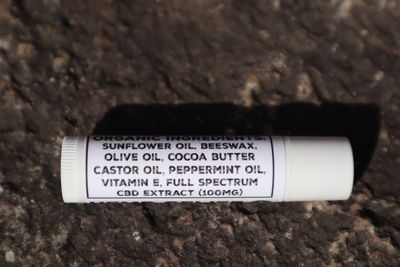 ORGANIC INGREDIENTS:
SUNFLOWER OIL, BEESWAX,
OLIVE OIL, COCOA BUTTER
CASTOR OIL, PEPPERMINT OIL,
VITAMIN E, FULL SPECTRUM
CBD EXTRACT (100MG)